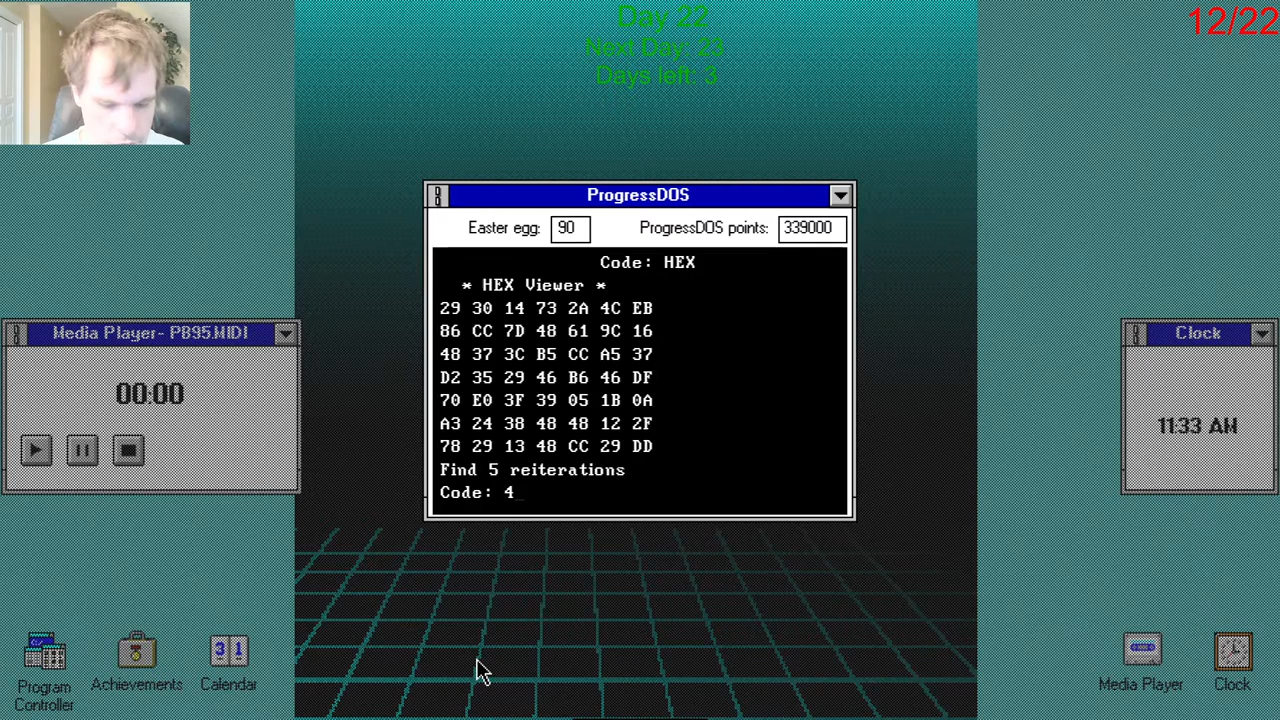 Day 22
Next Day: 23
Days left: 3
12/22
ProgressDOS
Easter egg: 90 ProgressDOS points: 339000
Code: HEX
* HEX Viewer *
29 30 14 73 2A 4C EB
86 CC 7D 48 61 9C 16
48 37 3C B5 CC A5 37
D2 35 29 46 B6 46 DF
70 E0 3F 39 05 1B 0A
A3 24 38 48 48 12 2F
78 29 13 48 CC 29 DD
Find 5 reiterations
Code: 4_
Media Player- PB95.MIDI
00:00
Clock
11:33 AM
Program
Controller
Achievements
3 1
Calendar
Media Player
Clock